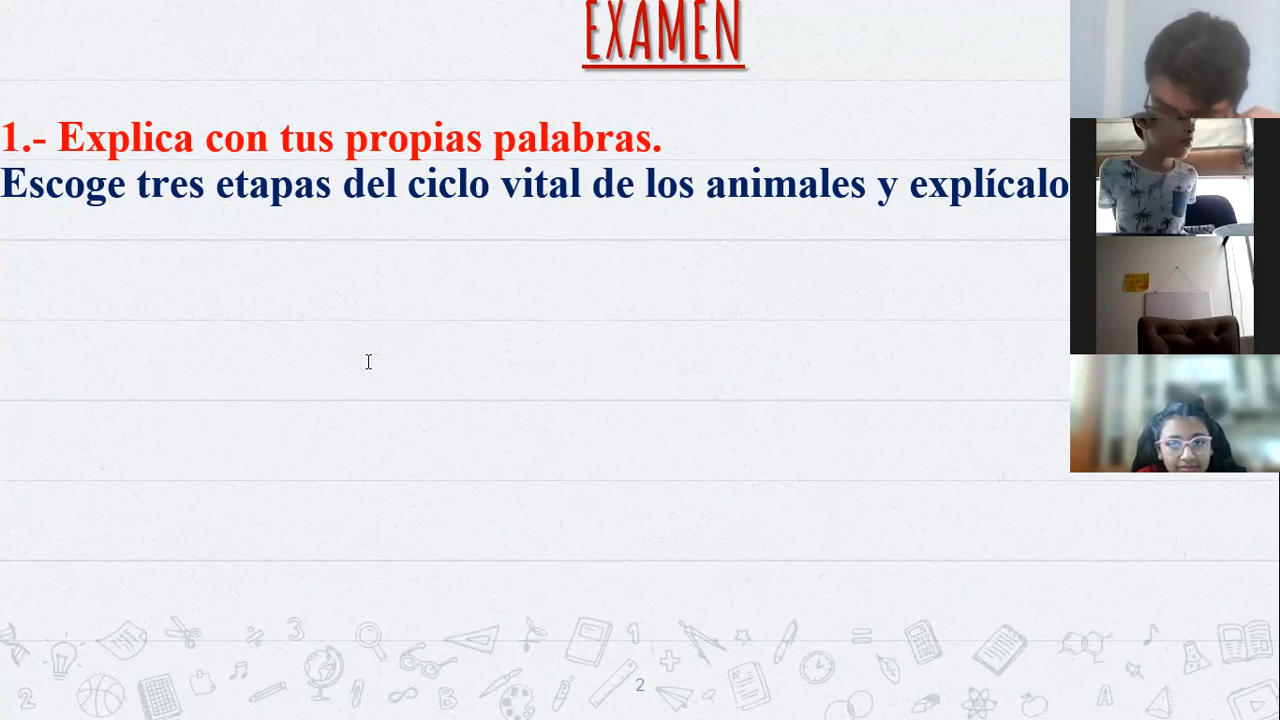 EXAMEN
1.- Explica con tus propias palabras.
Escoge tres etapas del ciclo vital de los animales y explícalo
2